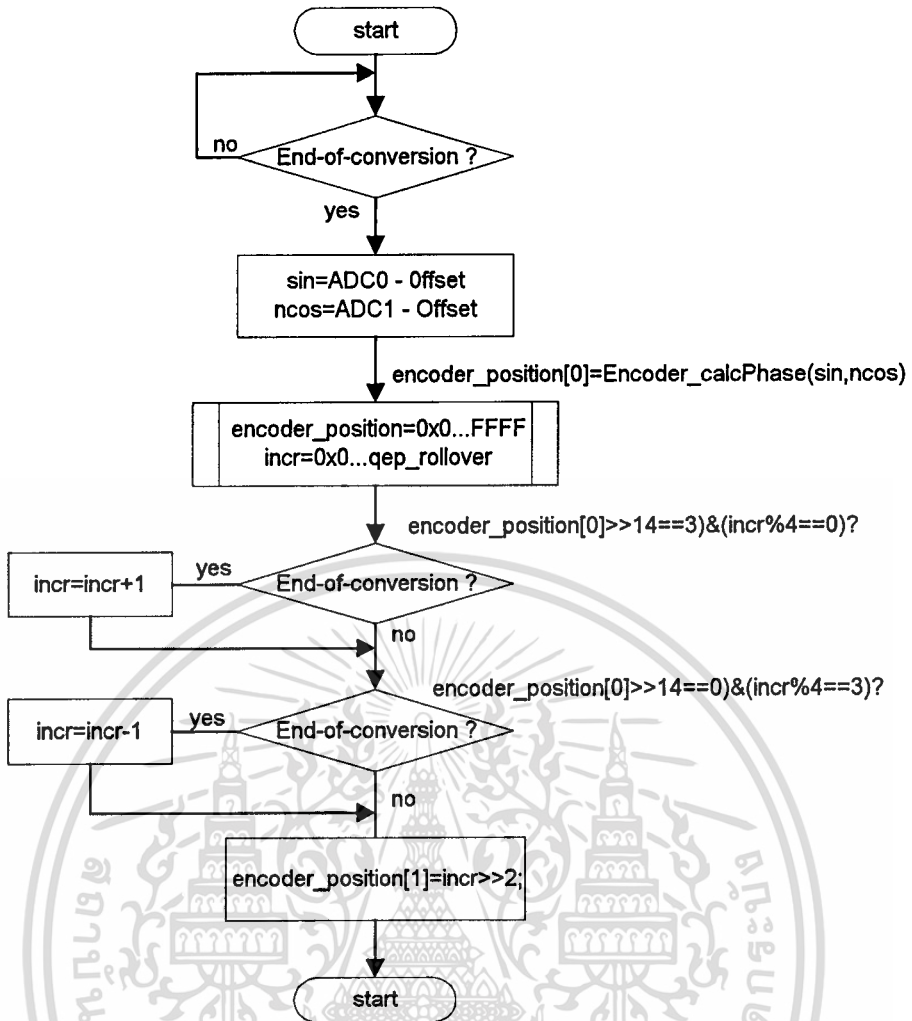 start
no
End-of-conversion ?
yes
sin=ADC0 - 0ffset
ncos=ADC1 - Offset
encoder_position[0]=Encoder_calcPhase(sin,ncos)
encoder_position=0x0...FFFF
incr=0x0...qep_rollover
encoder_position[0]>>14==3)&(incr%4==0)?
incr=incr+1
yes
End-of-conversion ?
no
encoder_position[0]>>14==0)&(incr%4==3)?
incr=incr-1
yes
End-of-conversion ?
no
encoder_position[1]=incr>>2;
start